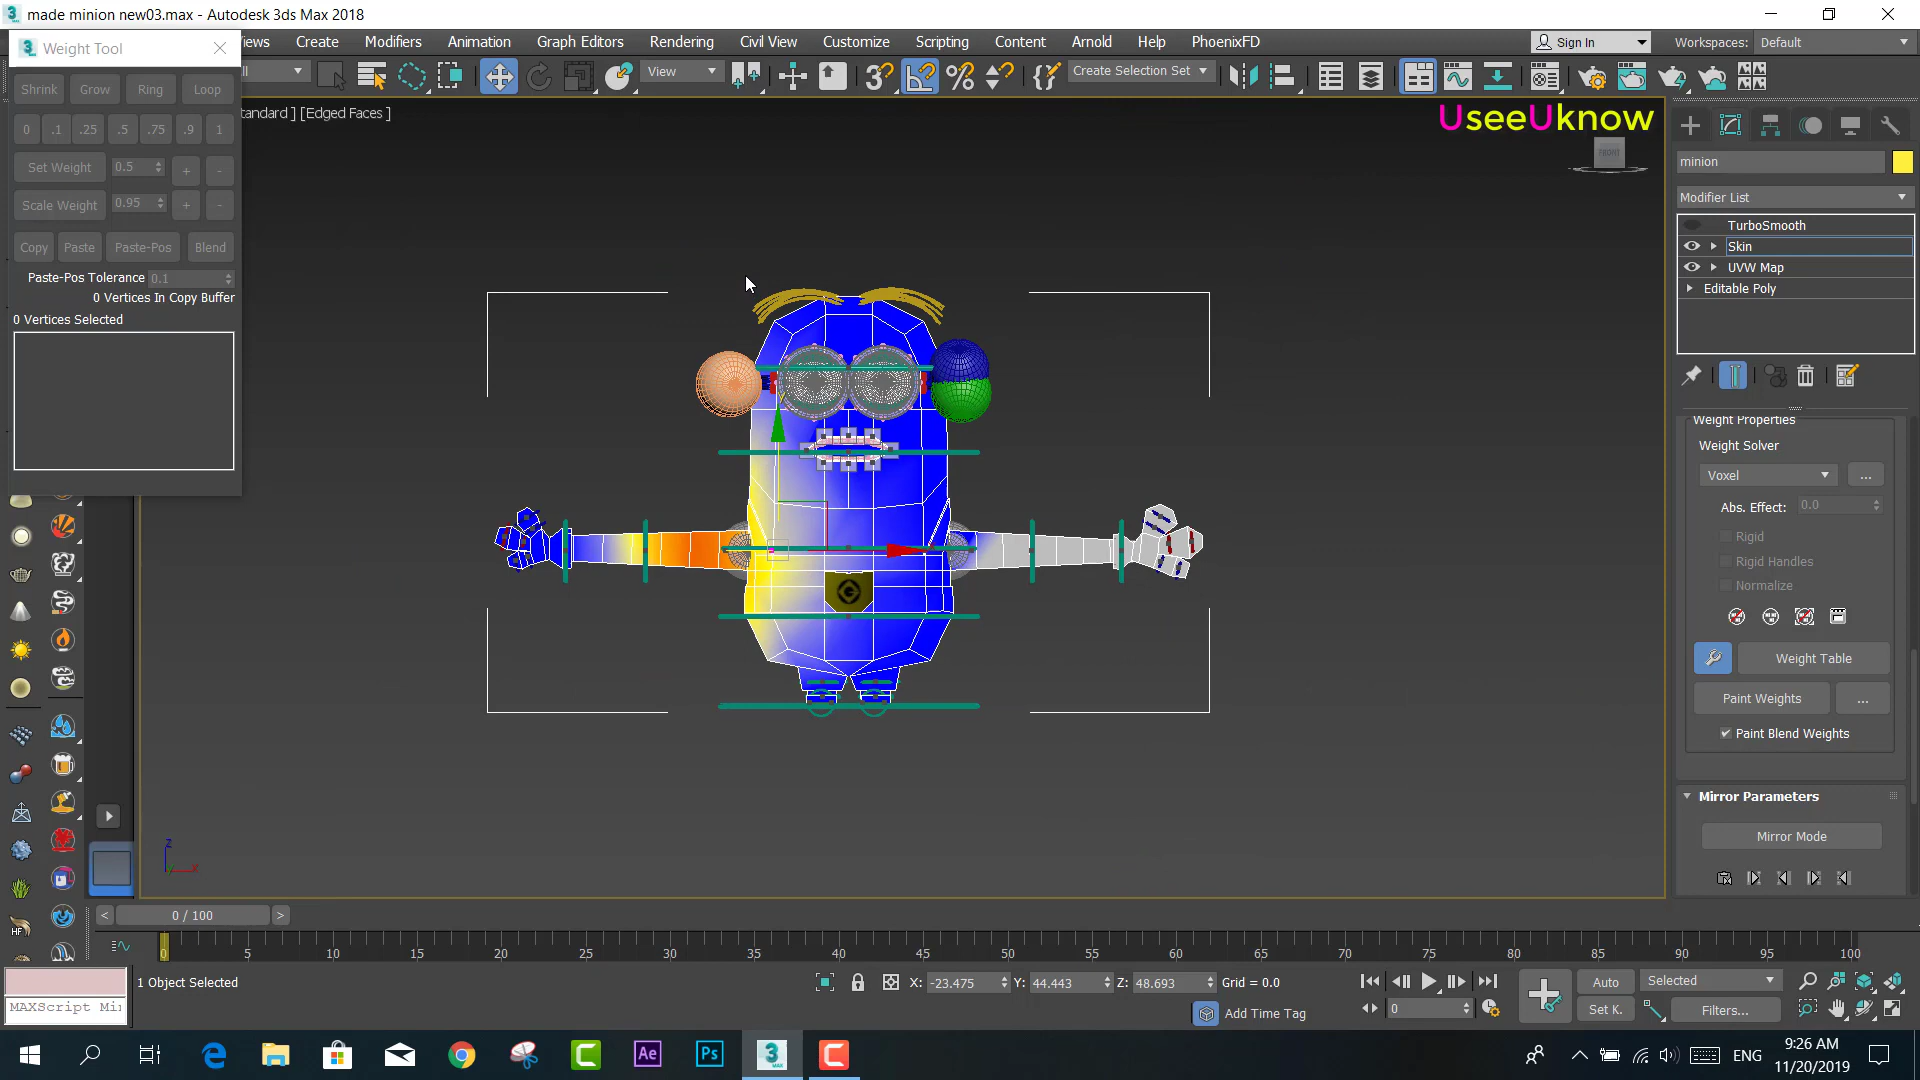 made minion new03.max - Autodesk 3ds Max 2018
Weight Tool
iews
Create
Modifiers
Animation
Graph Editors
Rendering
Civil View
Customize
Scripting
Content
Arnold
Help
PhoenixFD
Sign In
Workspaces:
Default
ll
View
Create Selection Set
Shrink
Grow
Ring
Loop
0
.1
.25
.5
.75
.9
1
Set Weight
0.5
+
-
Scale Weight
0.95
+
-
Copy
Paste
Paste-Pos
Blend
Paste-Pos Tolerance
0.1
0 Vertices In Copy Buffer
0 Vertices Selected
tandard ] [Edged Faces ]
UseeUknow
FRONT
minion
Modifier List
TurboSmooth
Skin
UVW Map
Editable Poly
Weight Properties
Weight Solver
Voxel
...
Abs. Effect:
0.0
Rigid
Rigid Handles
Normalize
Weight Table
Paint Weights
...
Paint Blend Weights
Mirror Parameters
Mirror Mode
z
x
HF
<
0 / 100
>
0
5
10
15
20
25
30
35
40
45
50
55
60
65
70
75
80
85
90
95
100
1 Object Selected
MAXScript Mi
X:
-23.475
Y:
44.443
Z:
48.693
Grid = 0.0
Add Time Tag
0
Auto
Selected
Set K.
Filters...
Ae
Ps
3
MAX
C
C
ENG
9:26 AM
11/20/2019